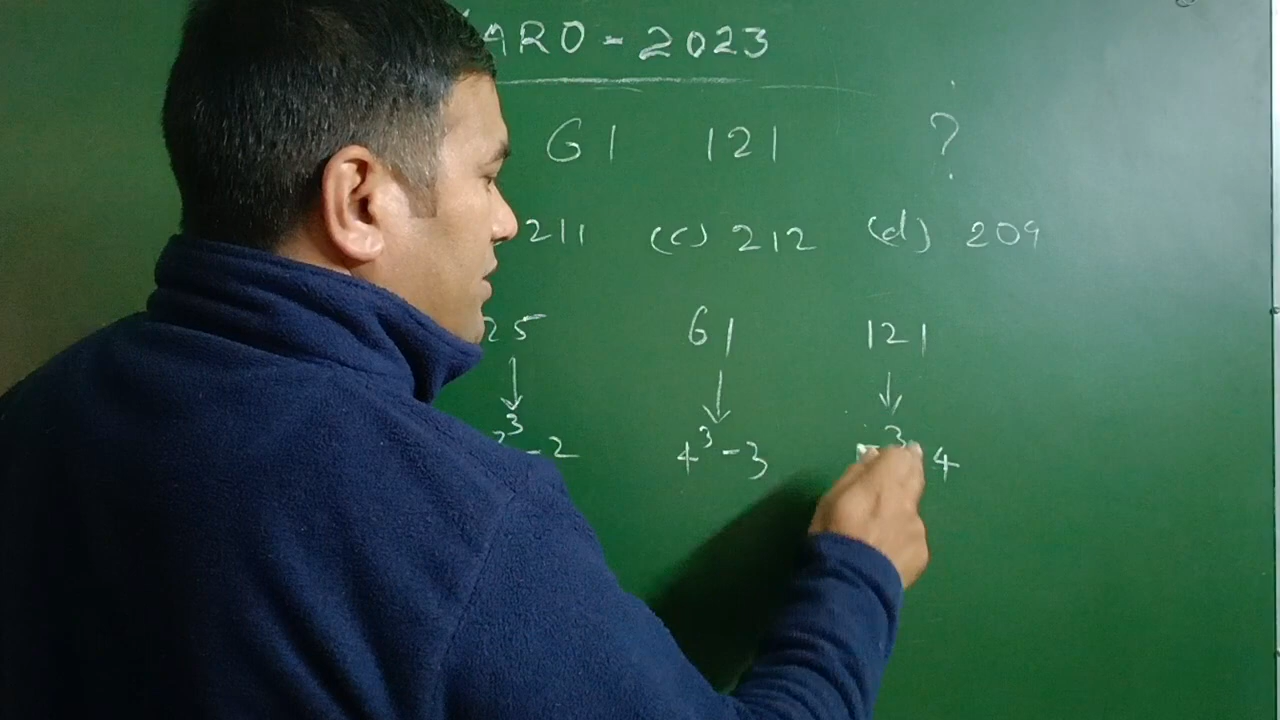 ARO - 2023
61 121 ?
211 (c) 212 (d) 209
25 61 121
3 - 2 4³ - 3 3 4